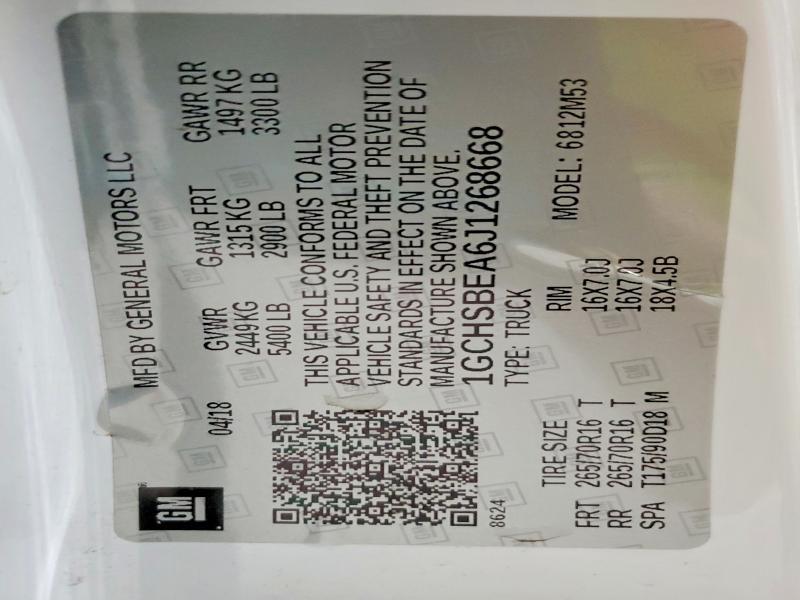 GM
MFD BY GENERAL MOTORS LLC
04/18 GVWR GAWR FRT GAWR RR
2449 KG 1315 KG 1497 KG
5400 LB 2900 LB 3300 LB
THIS VEHICLE CONFORMS TO ALL
APPLICABLE U.S. FEDERAL MOTOR
VEHICLE SAFETY AND THEFT PREVENTION
STANDARDS IN EFFECT ON THE DATE OF
MANUFACTURE SHOWN ABOVE.
1GCHSBEA6J1268668
8624 TYPE: TRUCK
TIRE SIZE RIM MODEL: 6812M53
FRT 265/70R16 T 16X7.0J
RR 265/70R16 T 16X7.0J
SPA T175/90D18 M 18X4.5B